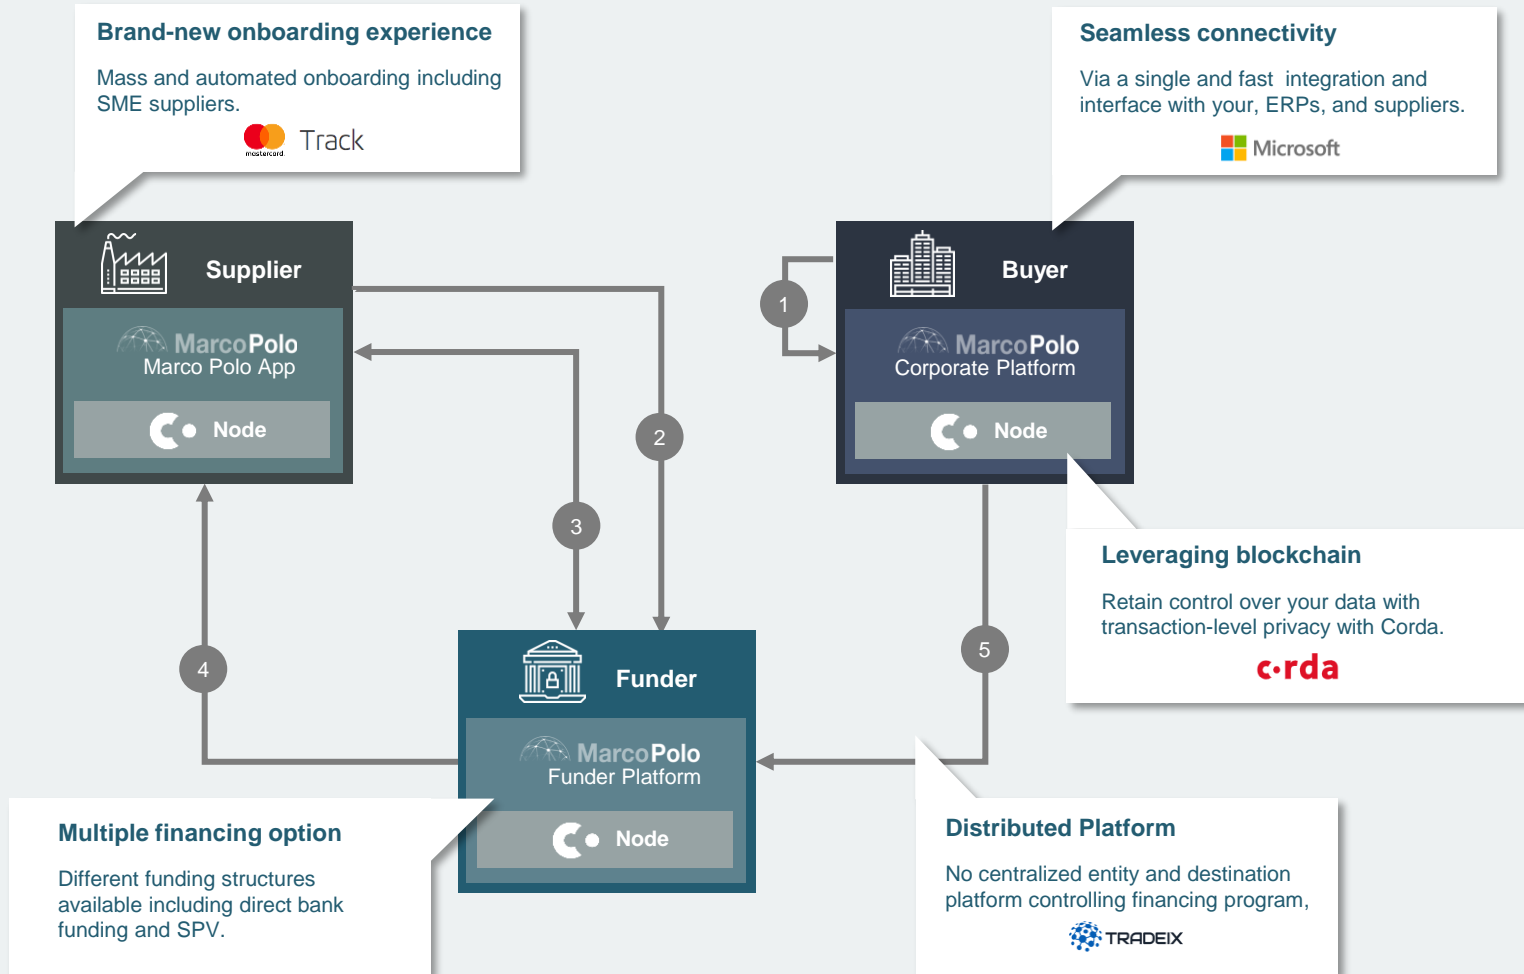 Brand-new onboarding experience
Mass and automated onboarding including
SME suppliers.
mastercard.
Track
Seamless connectivity
Via a single and fast integration and
interface with your, ERPs, and suppliers.
Microsoft
Supplier
MarcoPolo
Marco Polo App
Node
Buyer
MarcoPolo
Corporate Platform
Node
1
2
3
4
5
Leveraging blockchain
Retain control over your data with
transaction-level privacy with Corda.
c·rda
Funder
MarcoPolo
Funder Platform
Node
Multiple financing option
Different funding structures
available including direct bank
funding and SPV.
Distributed Platform
No centralized entity and destination
platform controlling financing program,
TRADEIX